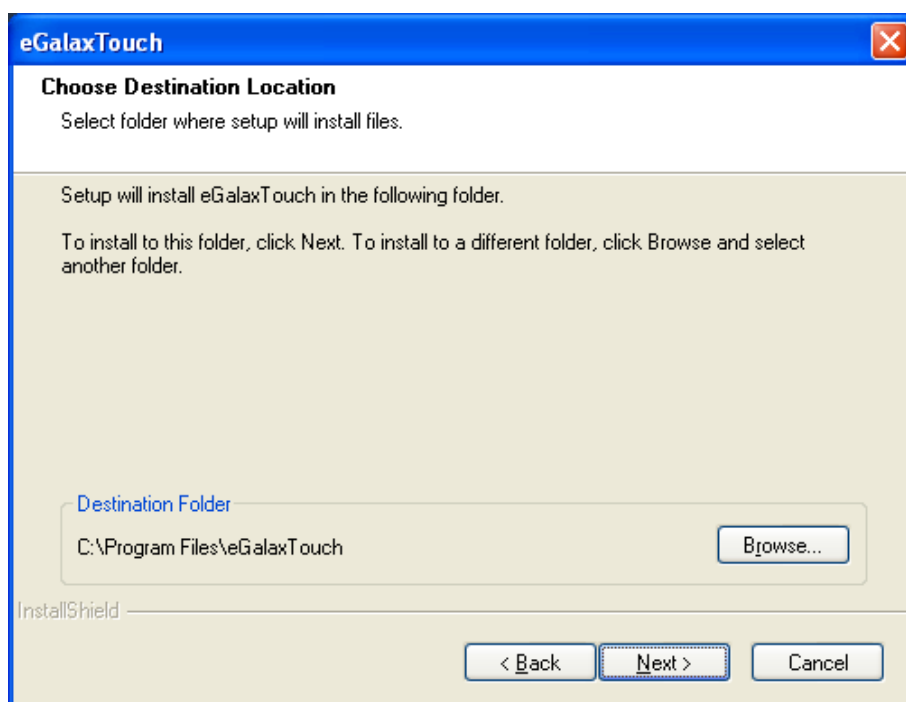 eGalaxTouch
Choose Destination Location
Select folder where setup will install files.
Setup will install eGalaxTouch in the following folder.
To install to this folder, click Next. To install to a different folder, click Browse and select
another folder.
Destination Folder
C:\Program Files\eGalaxTouch
Browse...
InstallShield
< Back
Next >
Cancel